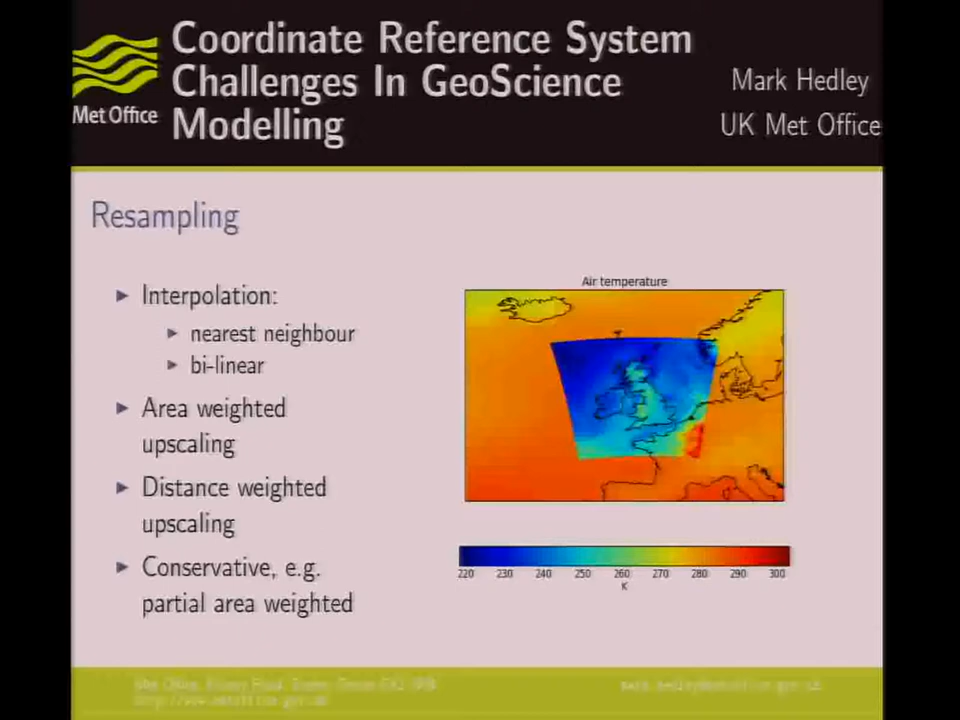 Coordinate Reference System
Challenges In GeoScience
Modelling
Mark Hedley
UK Met Office
Met Office
Resampling
Interpolation:
nearest neighbour
bi-linear
Area weighted
upscaling
Distance weighted
upscaling
Conservative, e.g.
partial area weighted
Air temperature
220 230 240 250 260 270 280 290 300
K